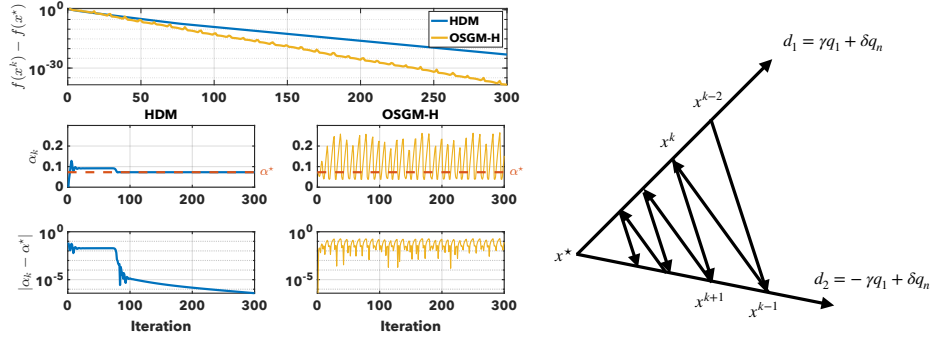 f(x^k) − f(x^⋆)
10^0
10^-30
HDM
OSGM-H
0 50 100 150 200 250 300
HDM
α_k
0.2
0.1
0
α^⋆
0 100 200 300
OSGM-H
0.2
0.1
0
α^⋆
0 100 200 300
|α_k − α^⋆|
10^0
10^-5
0 100 200 300
Iteration
10^0
10^-5
0 100 200 300
Iteration
d_1 = γq_1 + δq_n
x^{k−2}
x^k
x^⋆
x^{k+1}
x^{k−1}
d_2 = − γq_1 + δq_n